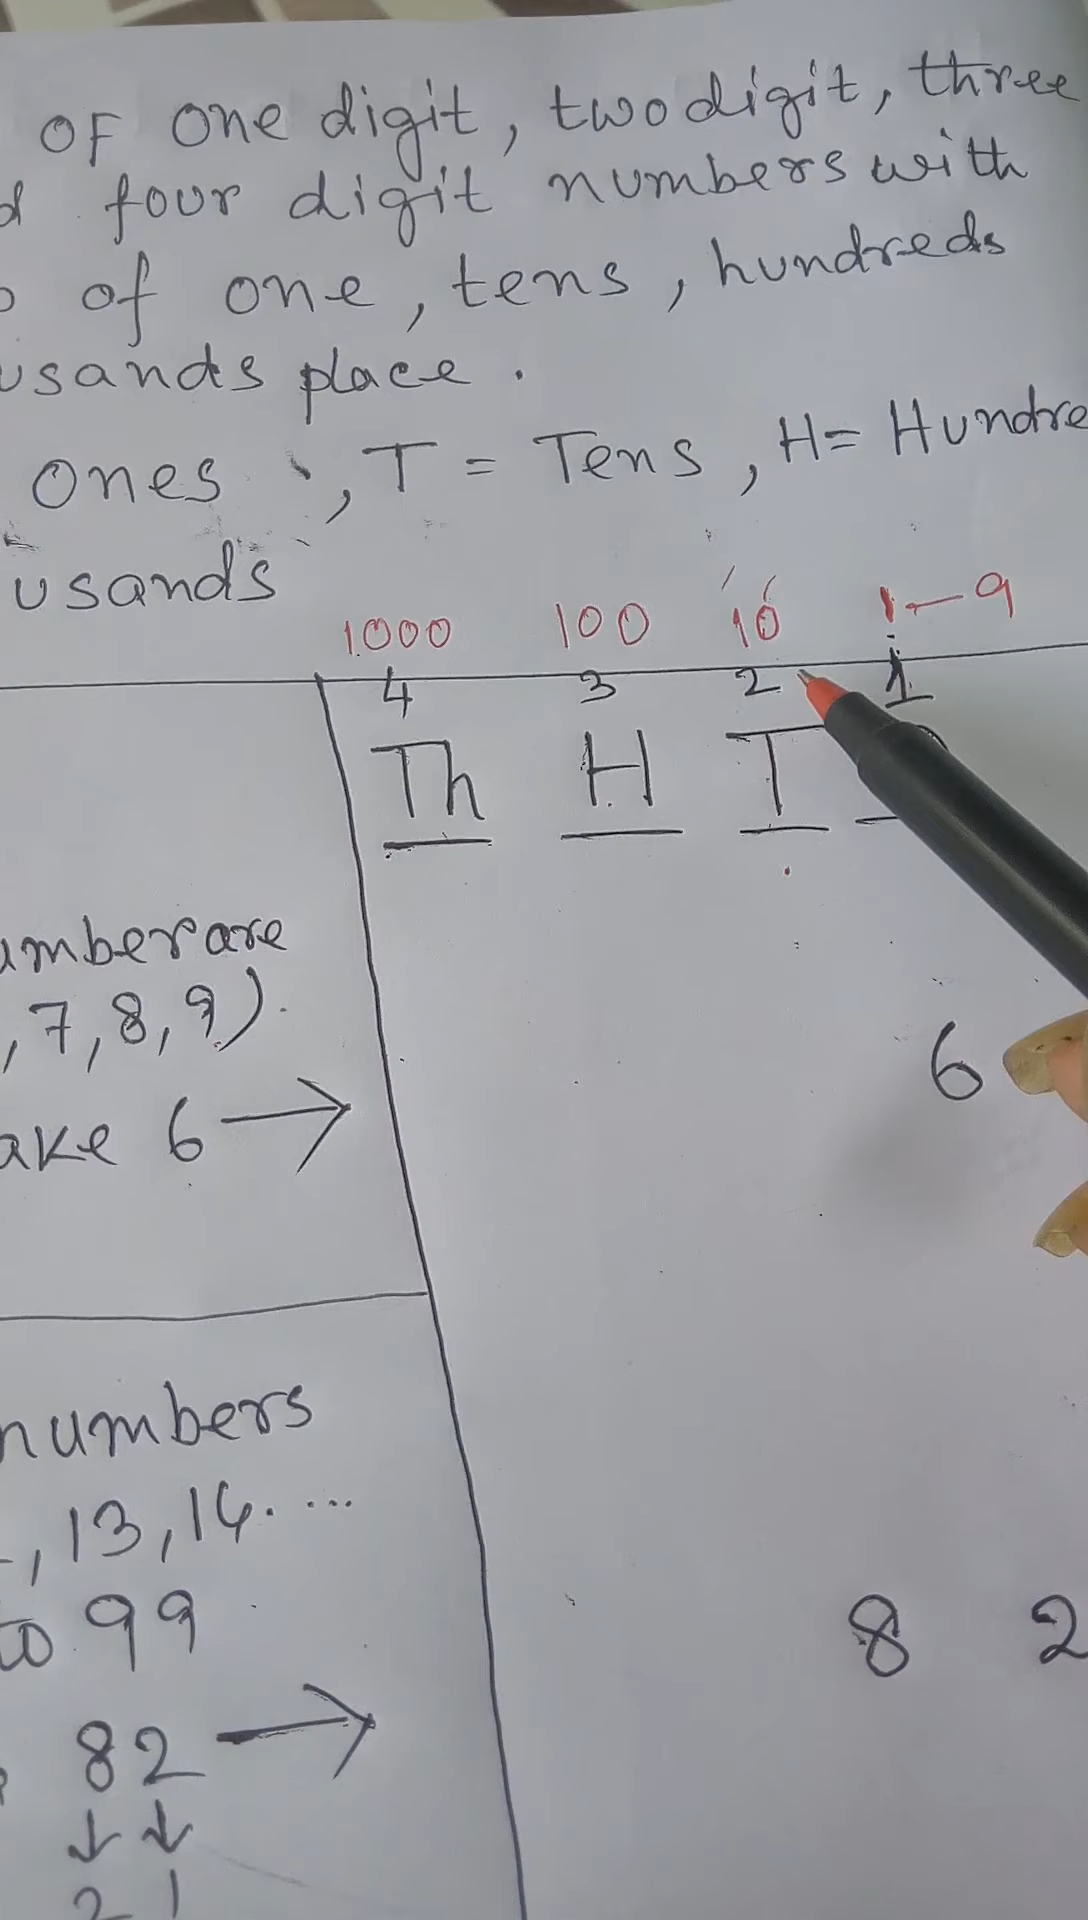 OF one digit, two digit, three
four digit numbers with
of one, tens, hundreds
usands place.
ones, T = Tens, H = Hundre
usands
1000 100 10 1-9
4 3 2 1
Th H T
umber are
, 7, 8, 9).
6
ake 6 →
numbers
, 13, 14. ...
to 99
8 2
82 →
↓ ↓
2 1